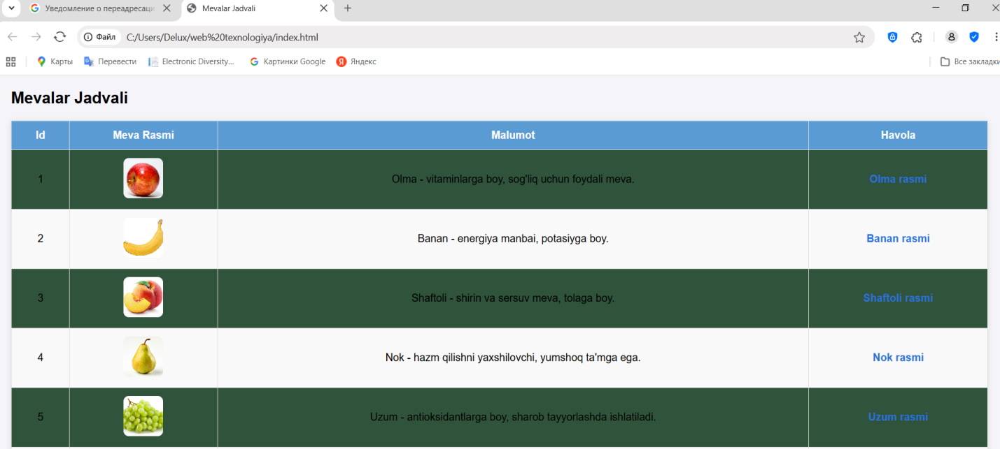 Уведомление о переадресаци
Mevalar Jadvali
Файл C:/Users/Delux/web%20texnologiya/index.html
Карты Перевести Electronic Diversity... Картинки Google Яндекс Все закладки
Mevalar Jadvali
Id Meva Rasmi Malumot Havola
1 Olma - vitaminlarga boy, sog'liq uchun foydali meva. Olma rasmi
2 Banan - energiya manbai, potasiyga boy. Banan rasmi
3 Shaftoli - shirin va sersuv meva, tolaga boy. Shaftoli rasmi
4 Nok - hazm qilishni yaxshilovchi, yumshoq ta'mga ega. Nok rasmi
5 Uzum - antioksidantlarga boy, sharob tayyorlashda ishlatiladi. Uzum rasmi